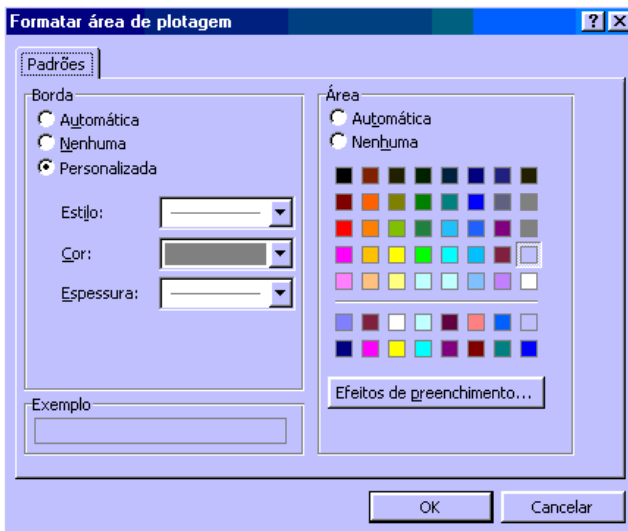 Formatar área de plotagem
Padrões
Borda
Automática
Nenhuma
Personalizada
Estilo:
Cor:
Espessura:
Exemplo
Área
Automática
Nenhuma
Efeitos de preenchimento...
OK
Cancelar